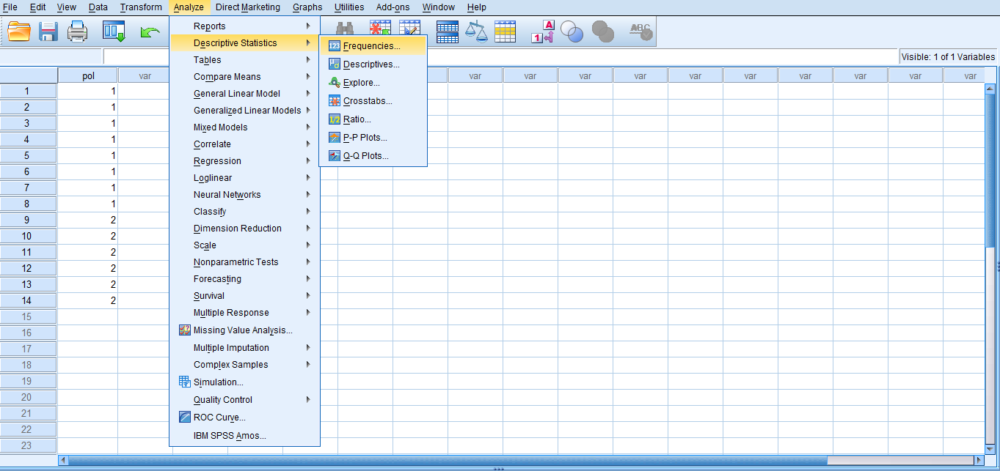 File Edit View Data Transform Analyze Direct Marketing Graphs Utilities Add-ons Window Help
1 A
ABC
Visible: 1 of 1 Variables
Reports
Descriptive Statistics
Tables
Compare Means
General Linear Model
Generalized Linear Models
Mixed Models
Correlate
Regression
Loglinear
Neural Networks
Classify
Dimension Reduction
Scale
Nonparametric Tests
Forecasting
Survival
Multiple Response
Missing Value Analysis...
Multiple Imputation
Complex Samples
Simulation...
Quality Control
ROC Curve...
IBM SPSS Amos...
123 Frequencies...
Descriptives...
Explore...
Crosstabs...
1/2 Ratio...
P-P Plots...
Q-Q Plots...
pol var var var var var var var var var var var
1 1
2 1
3 1
4 1
5 1
6 1
7 1
8 1
9 2
10 2
11 2
12 2
13 2
14 2
15
16
17
18
19
20
21
22
23